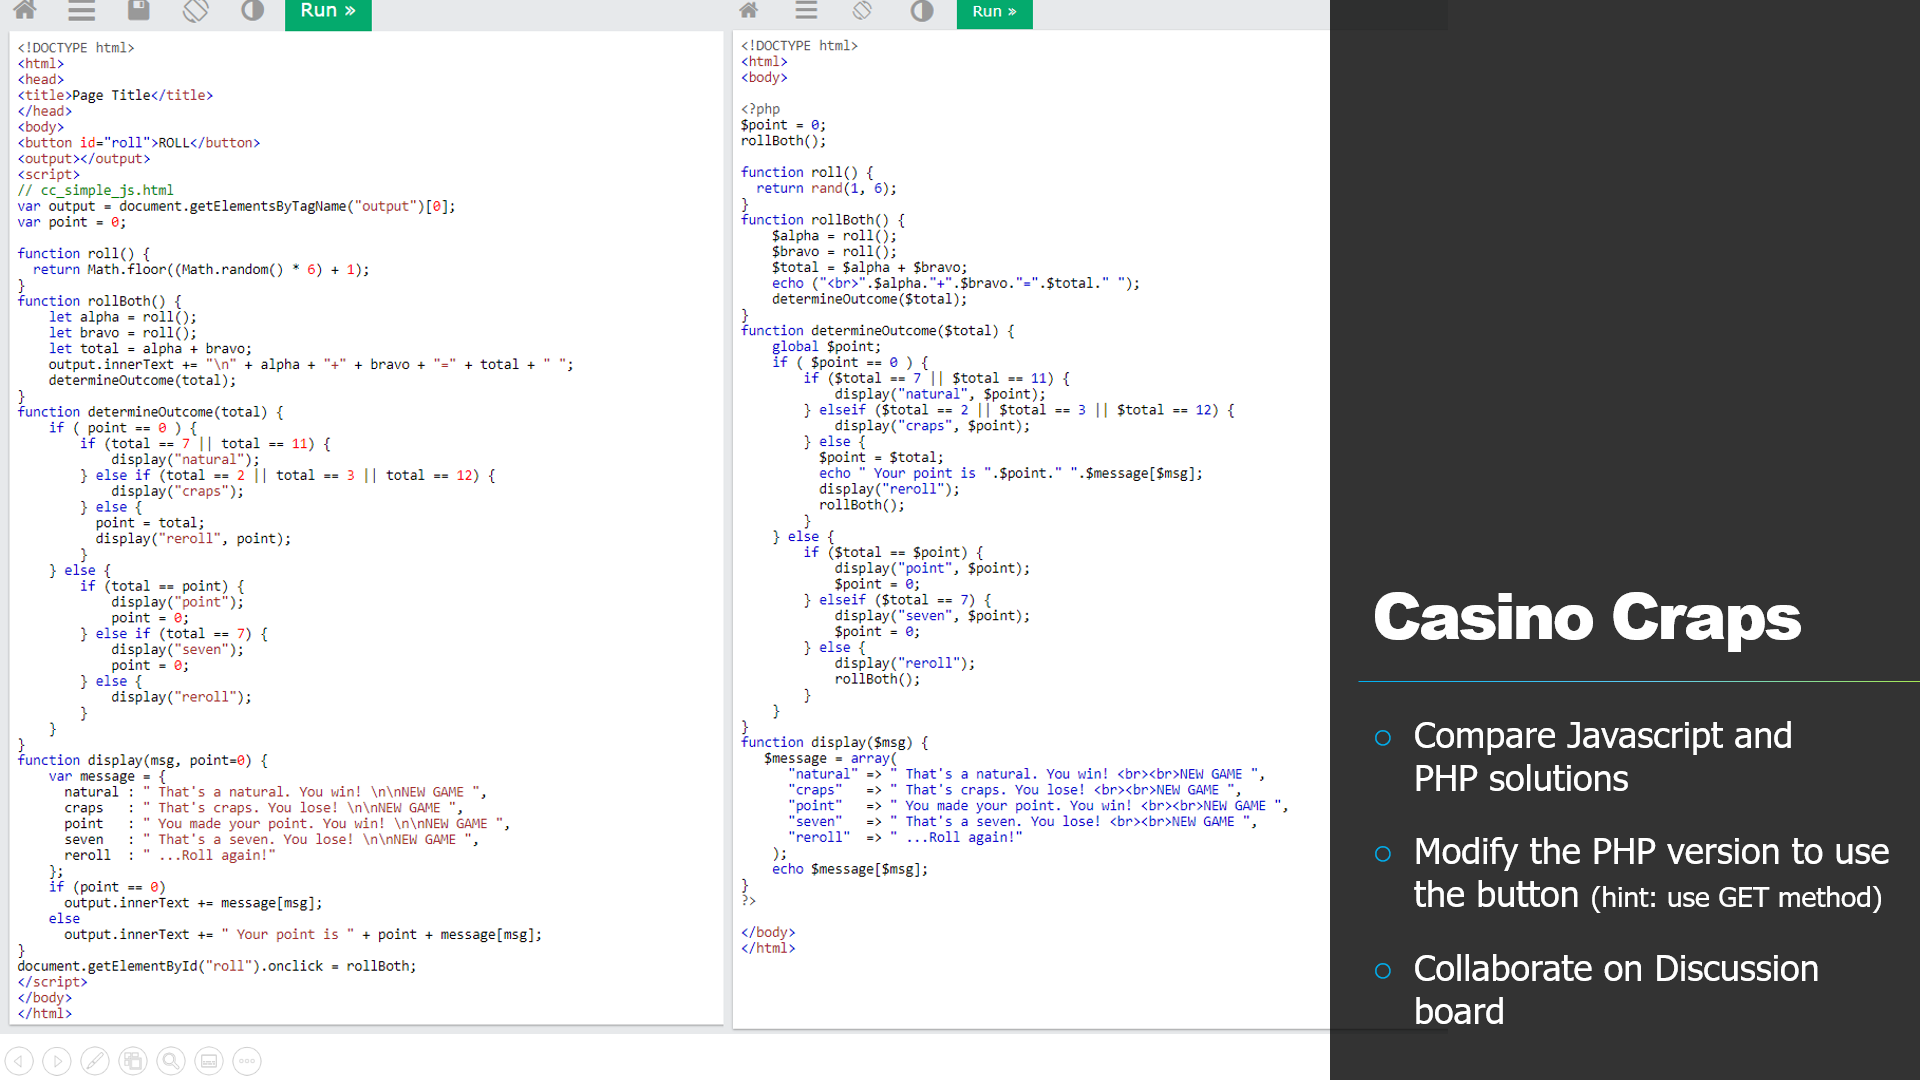 Run »
<!DOCTYPE html>
<html>
<head>
<title>Page Title</title>
</head>
<body>
<button id="roll">ROLL</button>
<output></output>
<script>
// cc_simple_js.html
var output = document.getElementsByTagName("output")[0];
var point = 0;
function roll() {
  return Math.floor((Math.random() * 6) + 1);
}
function rollBoth() {
    let alpha = roll();
    let bravo = roll();
    let total = alpha + bravo;
    output.innerText += "\n" + alpha + "+" + bravo + "=" + total + " ";
    determineOutcome(total);
}
function determineOutcome(total) {
    if ( point == 0 ) {
        if (total == 7 || total == 11) {
            display("natural");
        } else if (total == 2 || total == 3 || total == 12) {
            display("craps");
        } else {
          point = total;
          display("reroll", point);
        }
    } else {
        if (total == point) {
            display("point");
            point = 0;
        } else if (total == 7) {
            display("seven");
            point = 0;
        } else {
            display("reroll");
        }
    }
}
function display(msg, point=0) {
    var message = {
      natural : " That's a natural. You win! \n\nNEW GAME ",
      craps   : " That's craps. You lose! \n\nNEW GAME ",
      point   : " You made your point. You win! \n\nNEW GAME ",
      seven   : " That's a seven. You lose! \n\nNEW GAME ",
      reroll  : " ...Roll again!"
    };
    if (point == 0)
      output.innerText += message[msg];
    else
      output.innerText += " Your point is " + point + message[msg];
}
document.getElementById("roll").onclick = rollBoth;
</script>
</body>
</html>
Run »
<!DOCTYPE html>
<html>
<body>
<?php
$point = 0;
rollBoth();
function roll() {
  return rand(1, 6);
}
function rollBoth() {
    $alpha = roll();
    $bravo = roll();
    $total = $alpha + $bravo;
    echo ("<br>".$alpha."+".$bravo."=".$total." ");
    determineOutcome($total);
}
function determineOutcome($total) {
    global $point;
    if ( $point == 0 ) {
        if ($total == 7 || $total == 11) {
            display("natural", $point);
        } elseif ($total == 2 || $total == 3 || $total == 12) {
            display("craps", $point);
        } else {
          $point = $total;
          echo " Your point is ".$point." ".$message[$msg];
          display("reroll");
          rollBoth();
        }
    } else {
        if ($total == $point) {
            display("point", $point);
            $point = 0;
        } elseif ($total == 7) {
            display("seven", $point);
            $point = 0;
        } else {
            display("reroll");
            rollBoth();
        }
    }
}
function display($msg) {
   $message = array(
      "natural" => " That's a natural. You win! <br><br>NEW GAME ",
      "craps"   => " That's craps. You lose! <br><br>NEW GAME ",
      "point"   => " You made your point. You win! <br><br>NEW GAME ",
      "seven"   => " That's a seven. You lose! <br><br>NEW GAME ",
      "reroll"  => " ...Roll again!"
    );
    echo $message[$msg];
}
?>
</body>
</html>
Casino Craps
Compare Javascript and
PHP solutions
Modify the PHP version to use
the button (hint: use GET method)
Collaborate on Discussion
board